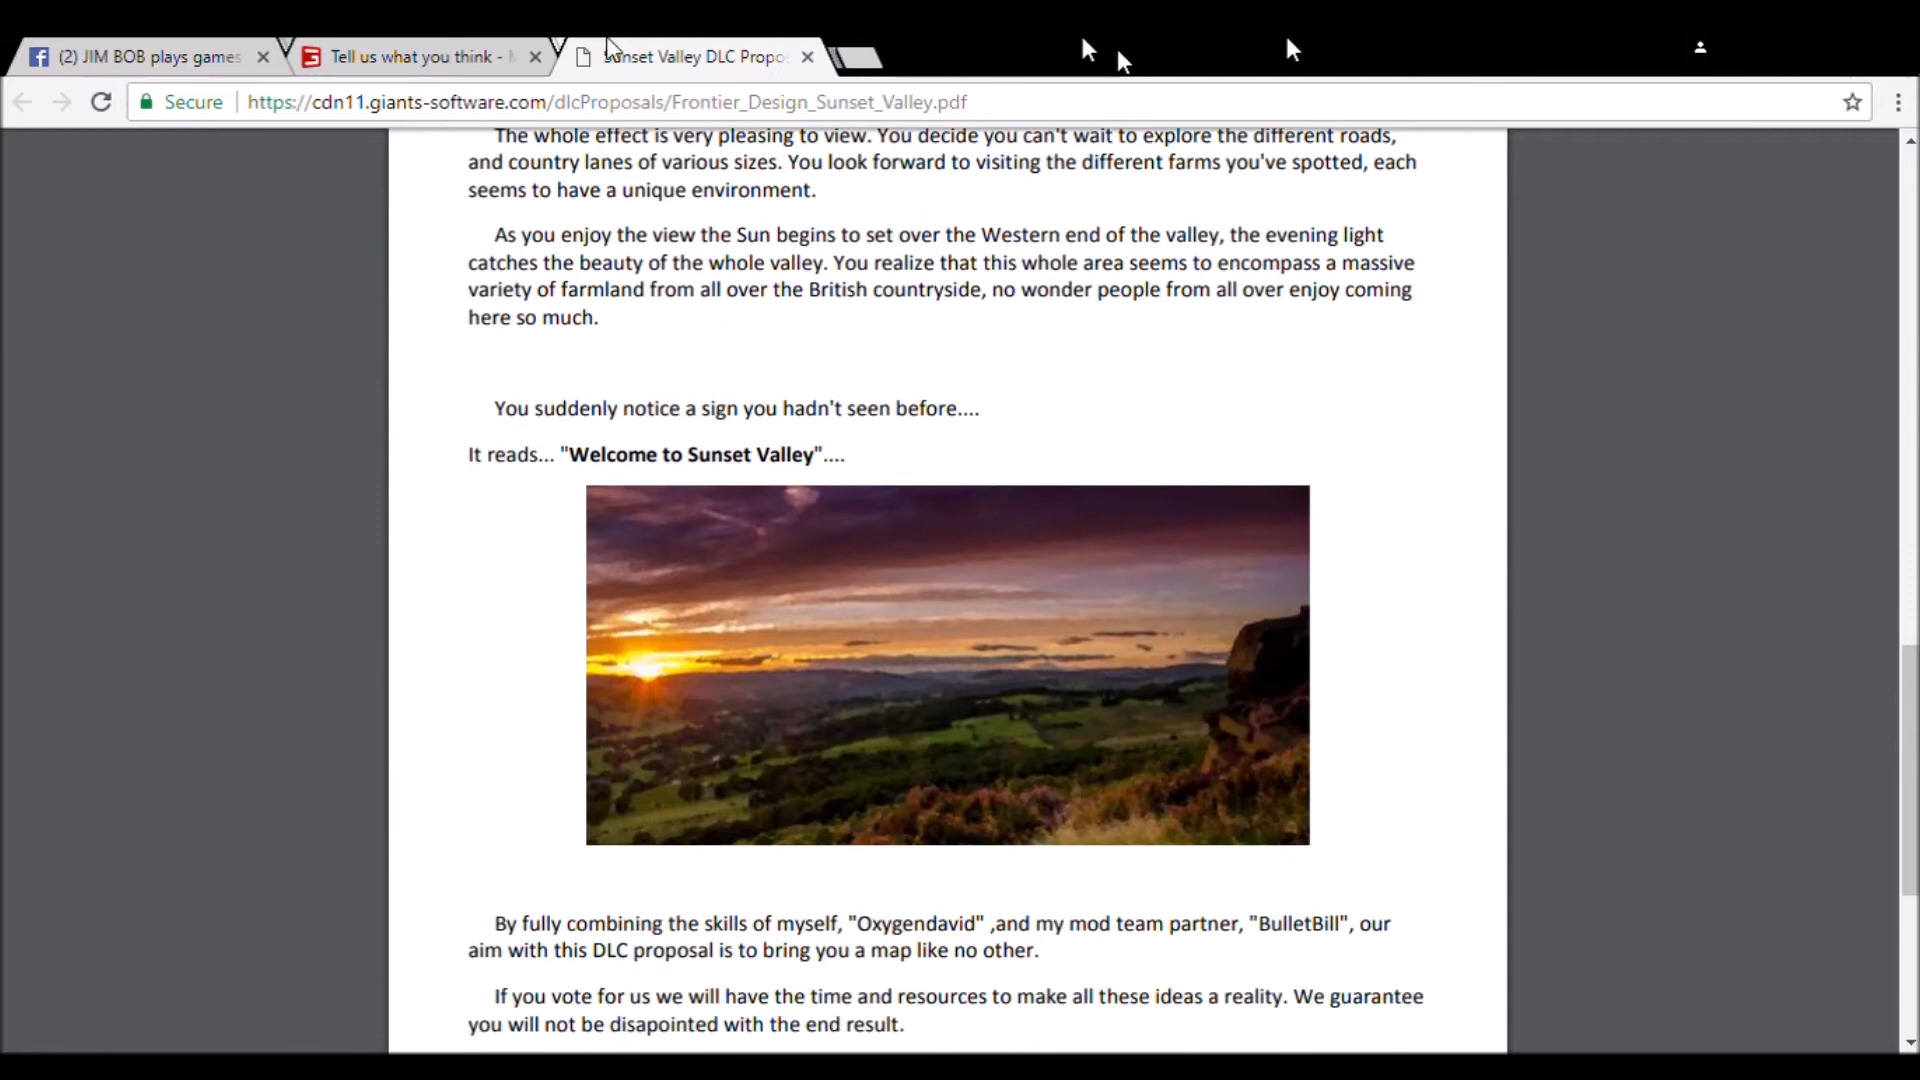 (2) JIM BOB plays games
Tell us what you think -
Sunset Valley DLC Propo
Secure
https://cdn11.giants-software.com/dlcProposals/Frontier_Design_Sunset_Valley.pdf
The whole effect is very pleasing to view. You decide you can't wait to explore the different roads,
and country lanes of various sizes. You look forward to visiting the different farms you've spotted, each
seems to have a unique environment.
As you enjoy the view the Sun begins to set over the Western end of the valley, the evening light
catches the beauty of the whole valley. You realize that this whole area seems to encompass a massive
variety of farmland from all over the British countryside, no wonder people from all over enjoy coming
here so much.
You suddenly notice a sign you hadn't seen before....
It reads... "Welcome to Sunset Valley"....
By fully combining the skills of myself, "Oxygendavid" ,and my mod team partner, "BulletBill", our
aim with this DLC proposal is to bring you a map like no other.
If you vote for us we will have the time and resources to make all these ideas a reality. We guarantee
you will not be disapointed with the end result.